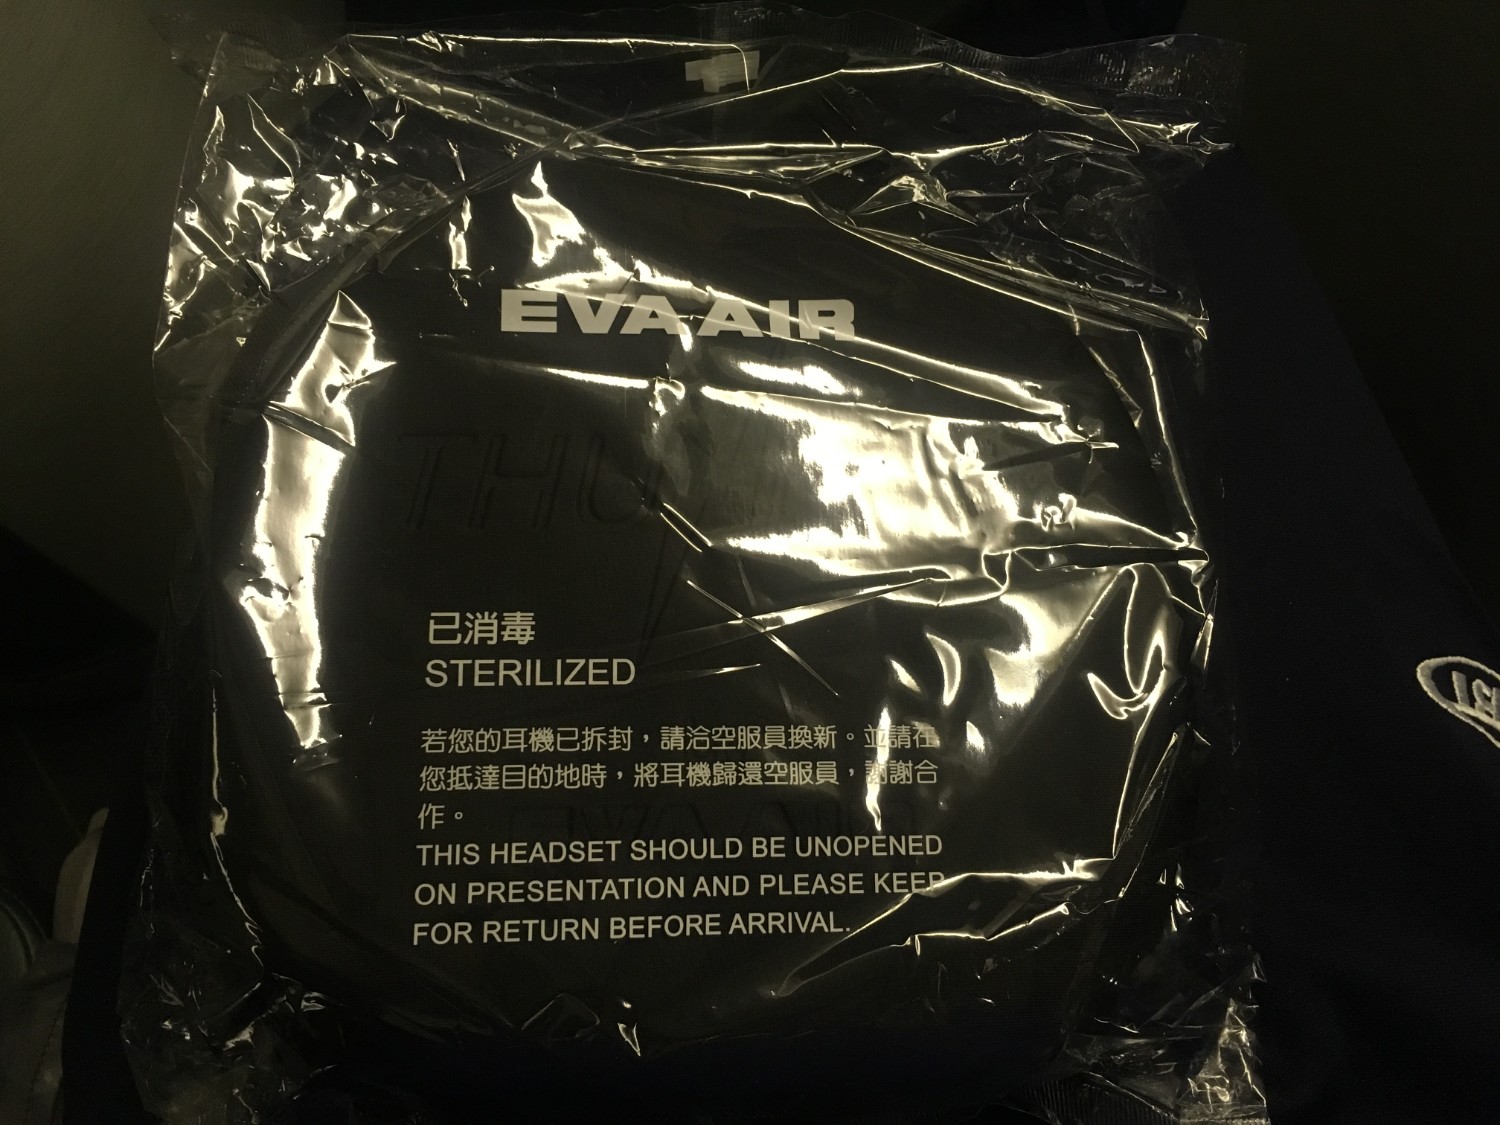 EVA AIR
THU
已消毒
STERILIZED
若您的耳機已拆封，請洽空服員換新。並請在
您抵達目的地時，將耳機歸還空服員，謝謝合
作。
THIS HEADSET SHOULD BE UNOPENED
ON PRESENTATION AND PLEASE KEEP
FOR RETURN BEFORE ARRIVAL.